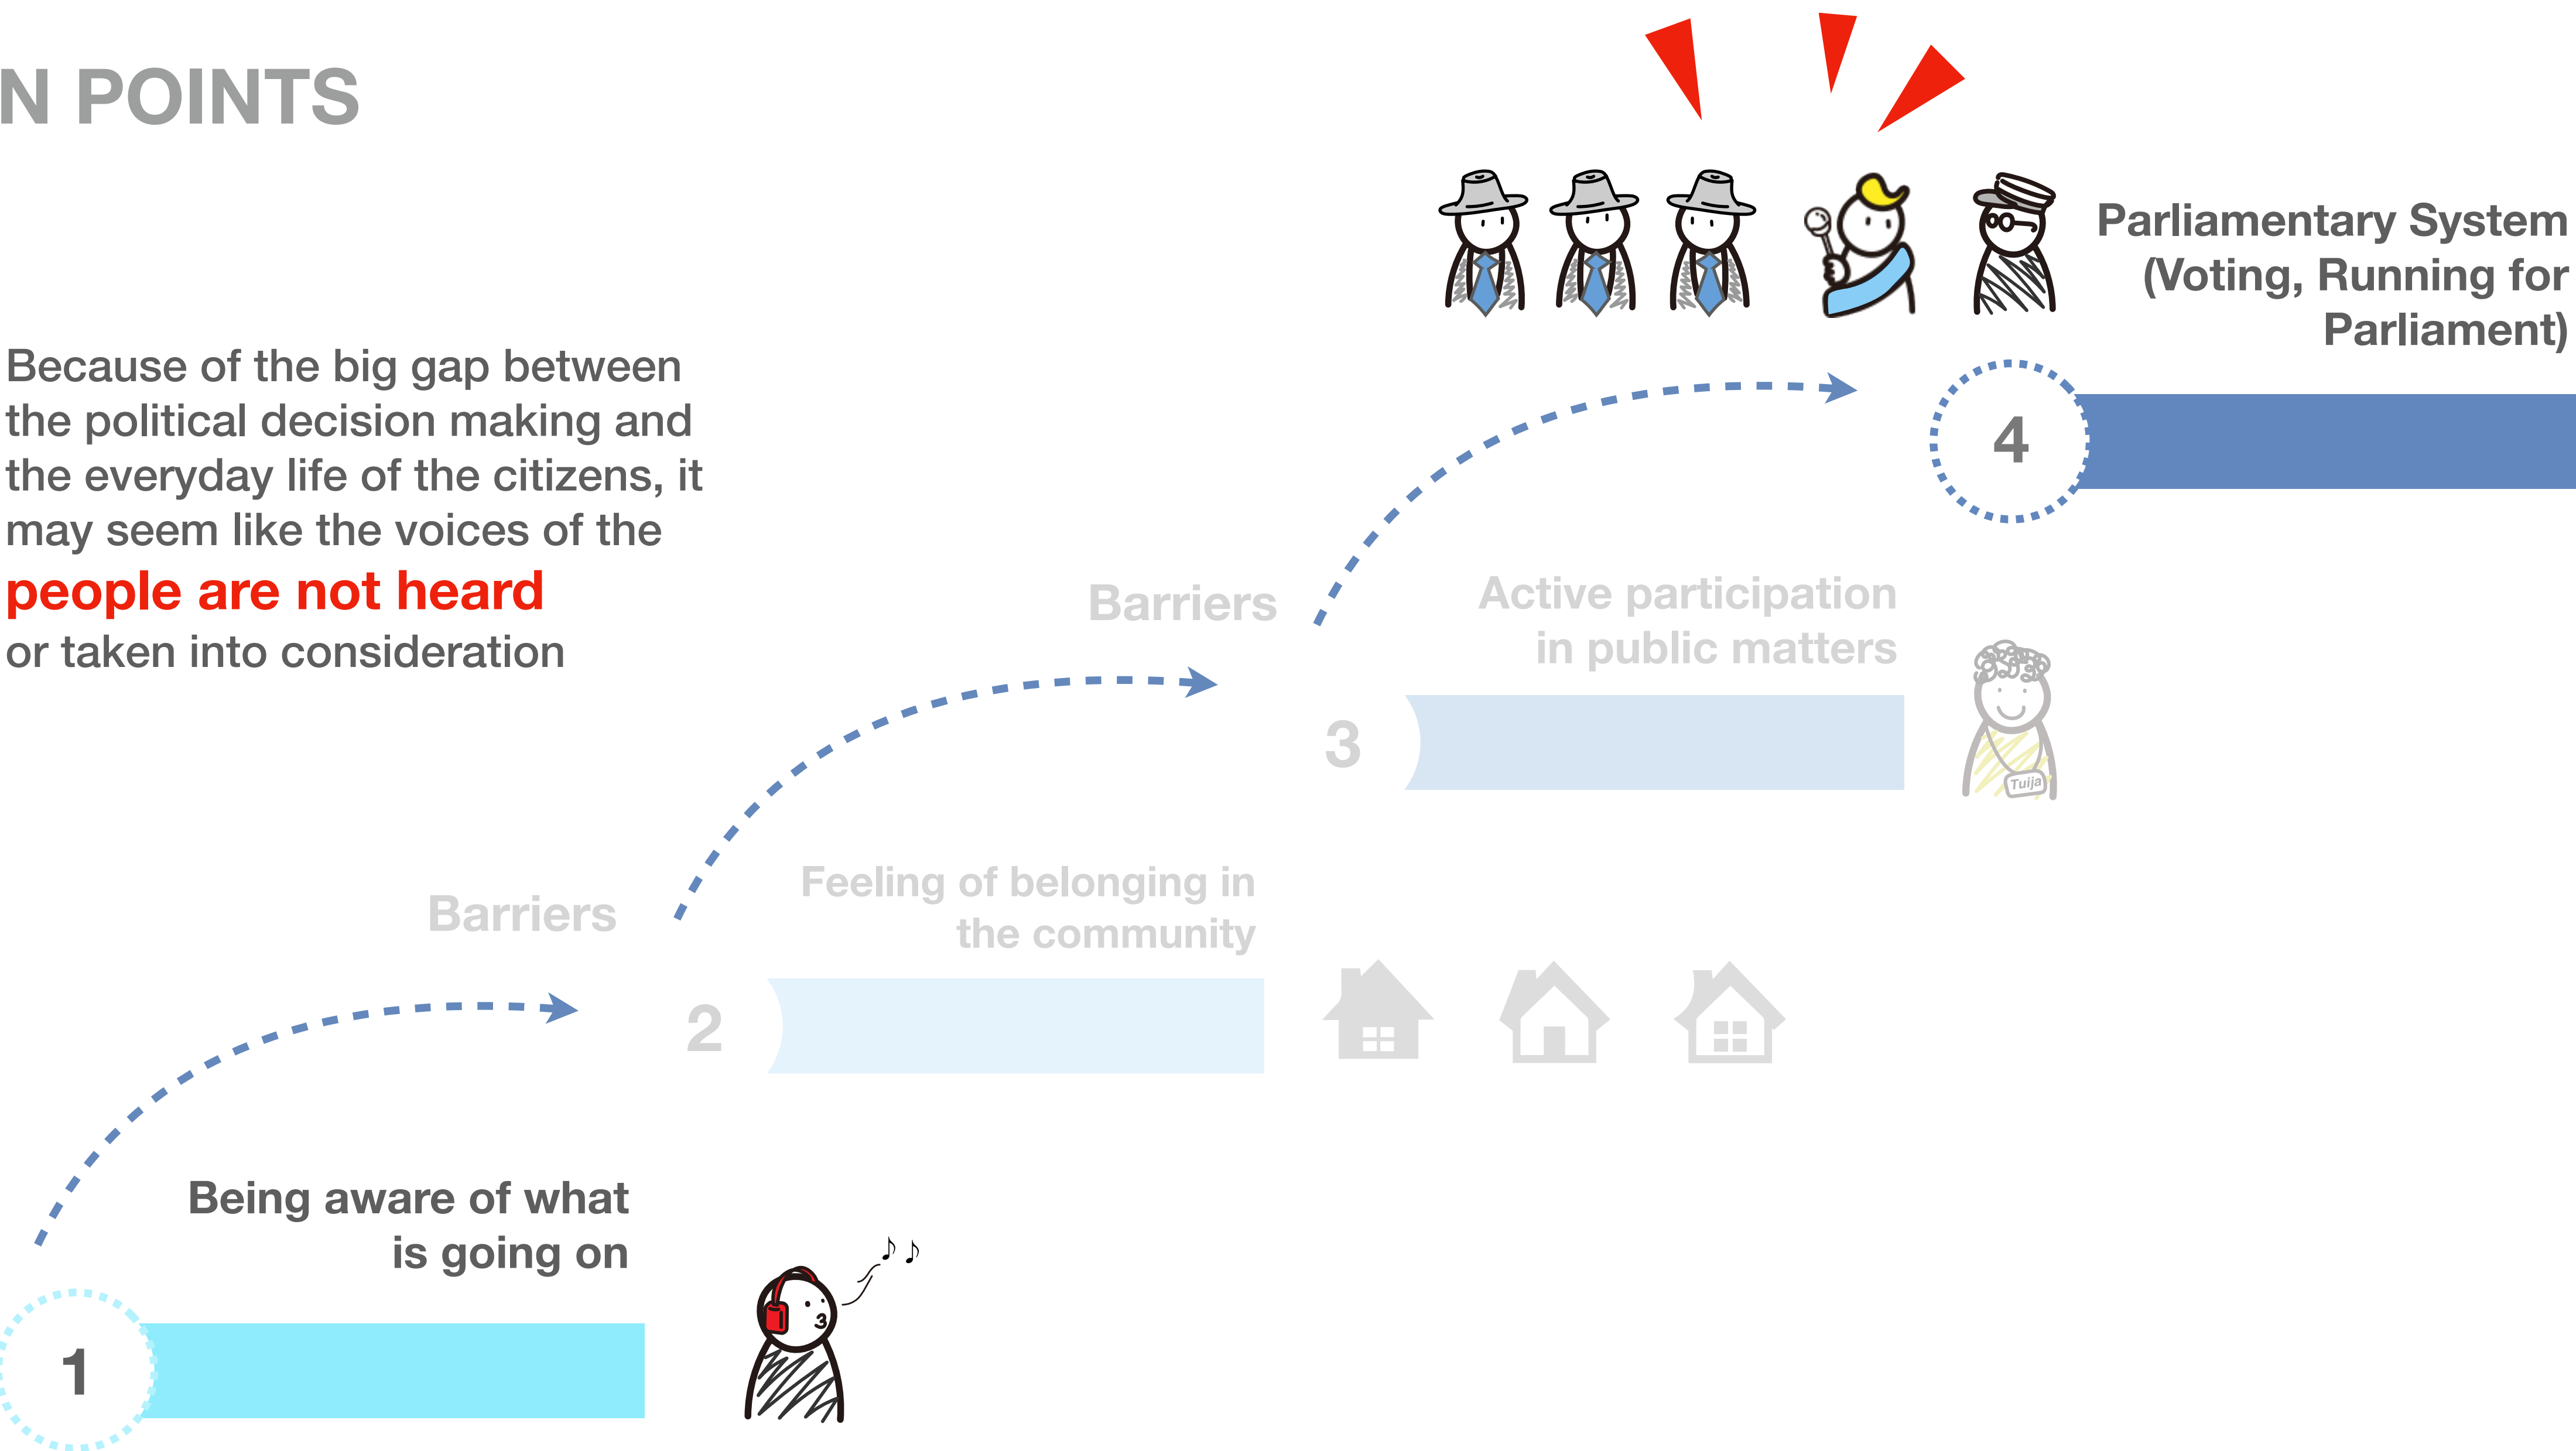 N POINTS
Parliamentary System
(Voting, Running for
Parliament)
Because of the big gap between
the political decision making and
the everyday life of the citizens, it
may seem like the voices of the
people are not heard
or taken into consideration
4
Barriers
Active participation
in public matters
3
Tuija
Barriers
Feeling of belonging in
the community
2
Being aware of what
is going on
1